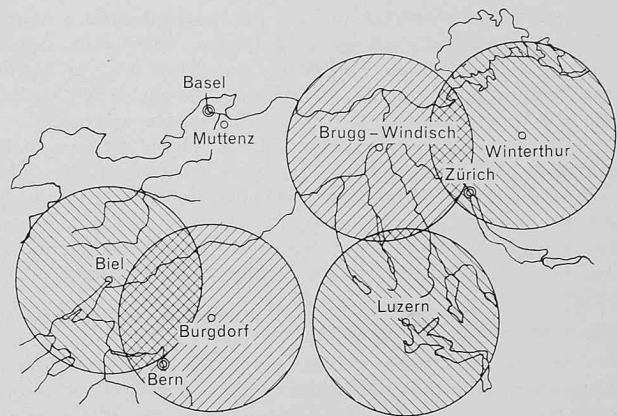 Basel
Muttenz
Brugg–Windisch
Winterthur
Zürich
Biel
Luzern
Burgdorf
Bern